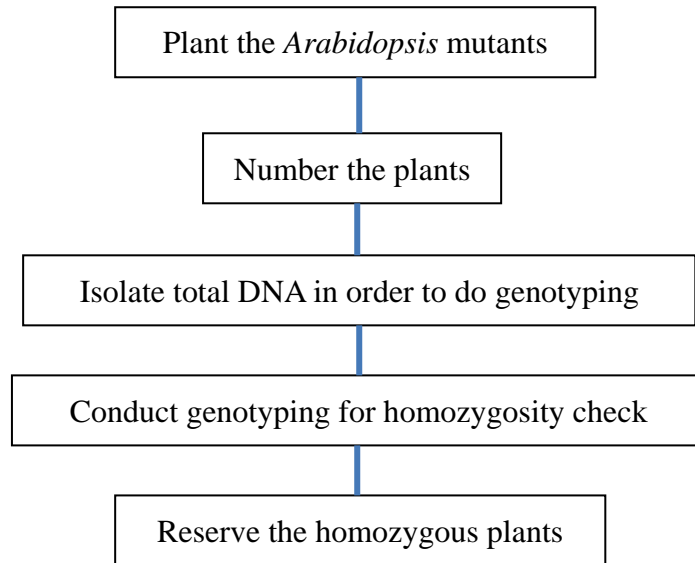 Plant the Arabidopsis mutants
Number the plants
Isolate total DNA in order to do genotyping
Conduct genotyping for homozygosity check
Reserve the homozygous plants